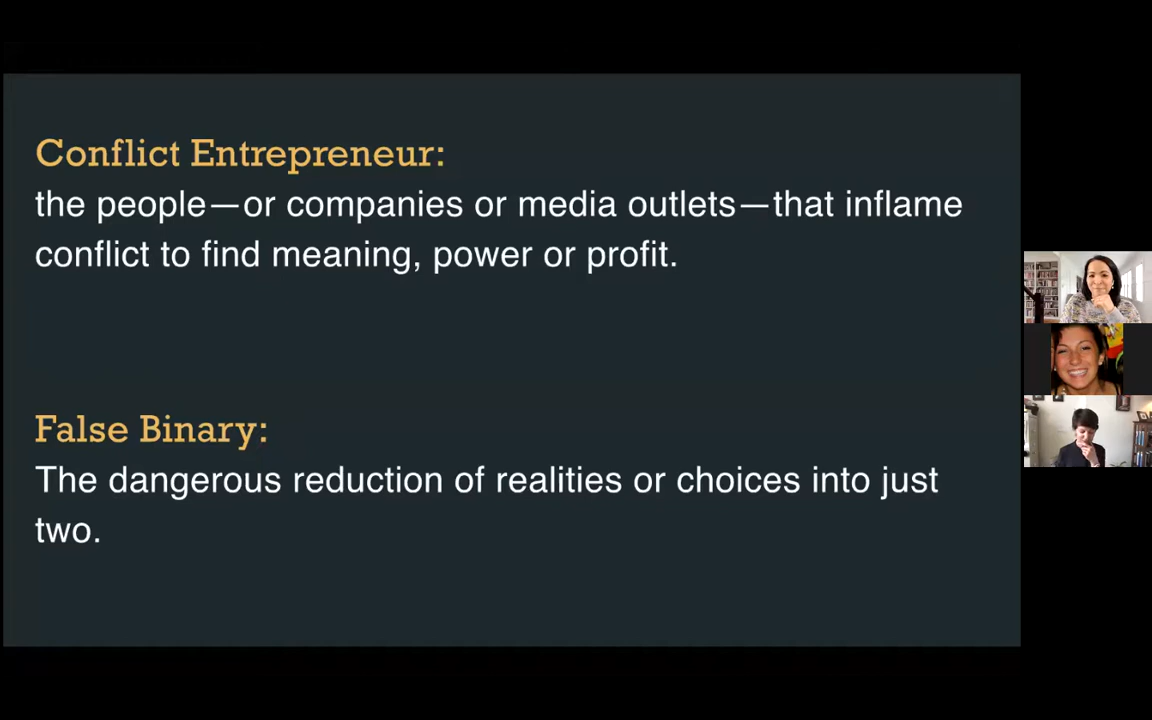 Conflict Entrepreneur:
the people—or companies or media outlets—that inflame
conflict to find meaning, power or profit.
False Binary:
The dangerous reduction of realities or choices into just
two.